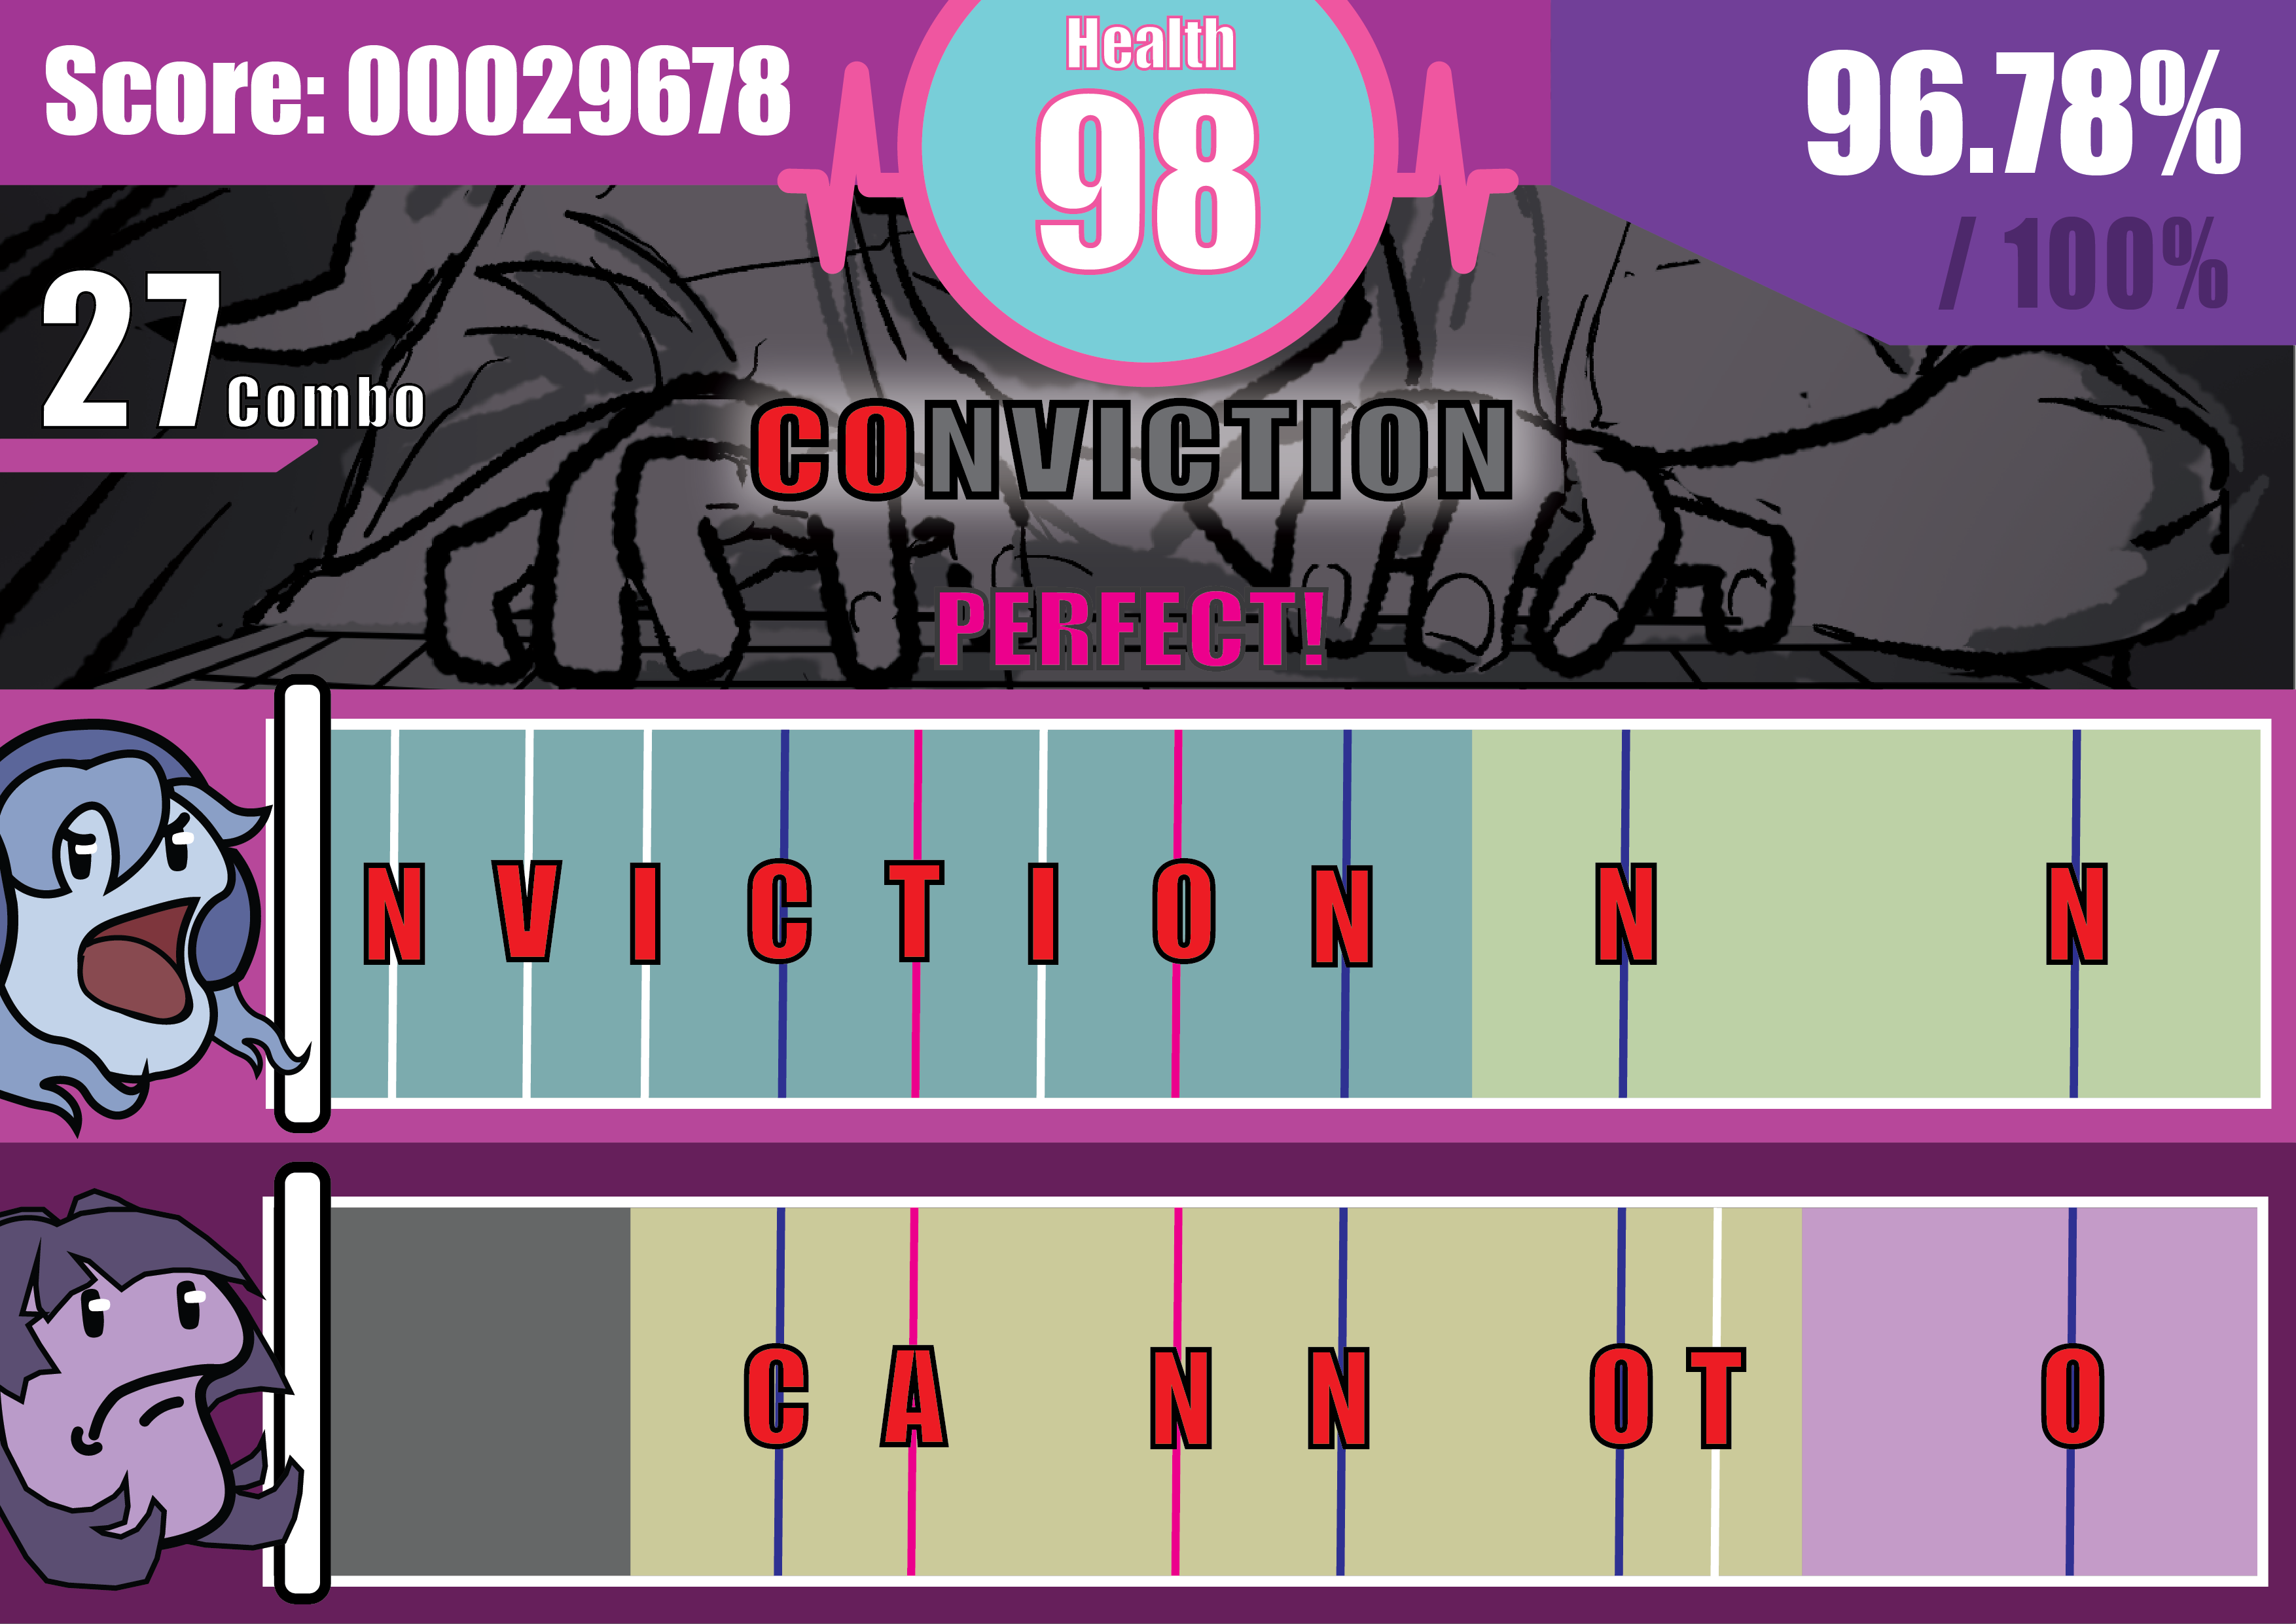 Score: 00029678
Health
98
96.78%
/ 100%
27 Combo
CONVICTION
PERFECT!
N V I C T I O N N N
C A N N O T O